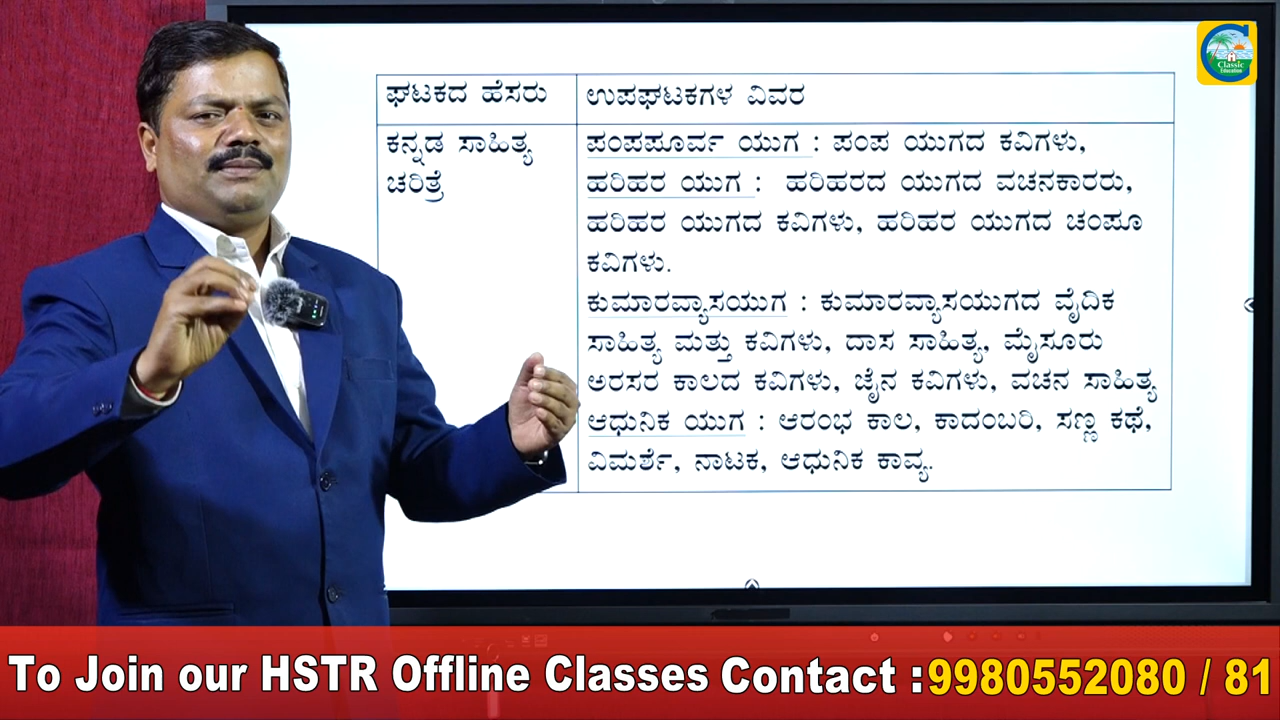 Classic
Education
ಘಟಕದ ಹೆಸರು
ಉಪಘಟಕಗಳ ವಿವರ
ಕನ್ನಡ ಸಾಹಿತ್ಯ
ಚರಿತ್ರೆ
ಪಂಪಪೂರ್ವ ಯುಗ : ಪಂಪ ಯುಗದ ಕವಿಗಳು,
ಹರಿಹರ ಯುಗ : ಹರಿಹರದ ಯುಗದ ವಚನಕಾರರು,
ಹರಿಹರ ಯುಗದ ಕವಿಗಳು, ಹರಿಹರ ಯುಗದ ಚಂಪೂ
ಕವಿಗಳು.
ಕುಮಾರವ್ಯಾಸಯುಗ : ಕುಮಾರವ್ಯಾಸಯುಗದ ವೈದಿಕ
ಸಾಹಿತ್ಯ ಮತ್ತು ಕವಿಗಳು, ದಾಸ ಸಾಹಿತ್ಯ, ಮೈಸೂರು
ಅರಸರ ಕಾಲದ ಕವಿಗಳು, ಜೈನ ಕವಿಗಳು, ವಚನ ಸಾಹಿತ್ಯ
ಆಧುನಿಕ ಯುಗ : ಆರಂಭ ಕಾಲ, ಕಾದಂಬರಿ, ಸಣ್ಣ ಕಥೆ,
ವಿಮರ್ಶೆ, ನಾಟಕ, ಆಧುನಿಕ ಕಾವ್ಯ.
To Join our HSTR Offline Classes Contact :9980552080 / 81